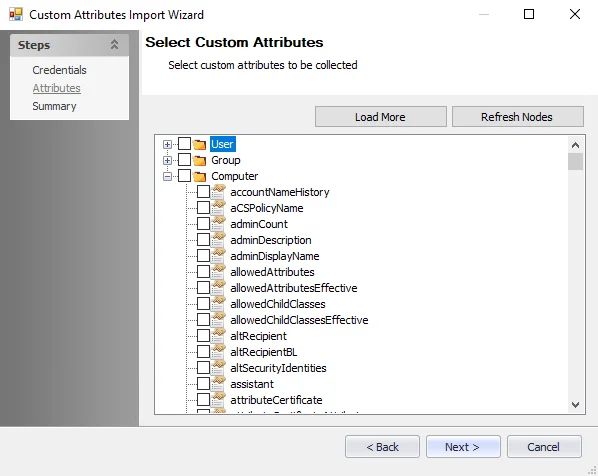 Custom Attributes Import Wizard
Steps
Credentials
Attributes
Summary
Select Custom Attributes
Select custom attributes to be collected
Load More
Refresh Nodes
User
Group
Computer
accountNameHistory
aCSPolicyName
adminCount
adminDescription
adminDisplayName
allowedAttributes
allowedAttributesEffective
allowedChildClasses
allowedChildClassesEffective
altRecipient
altRecipientBL
altSecurityIdentities
assistant
attributeCertificate
< Back
Next >
Cancel